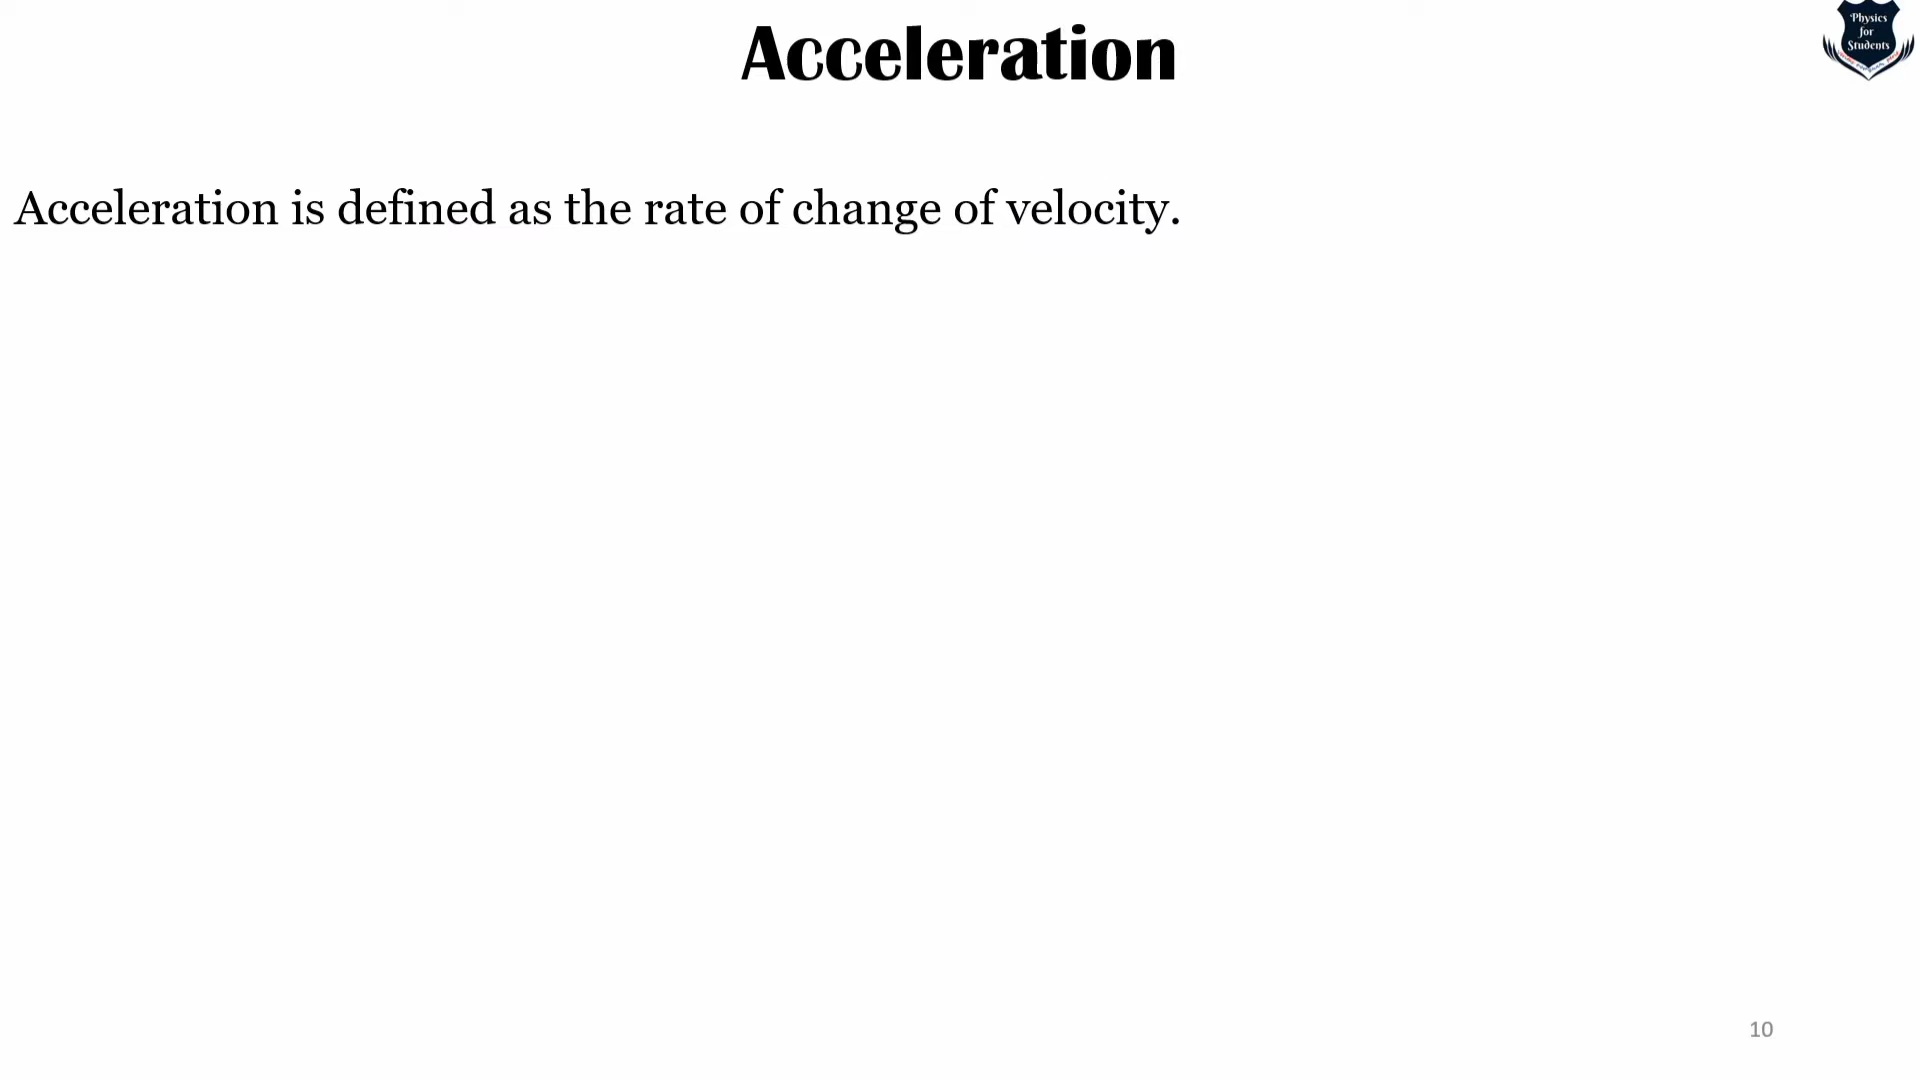 Acceleration
Physics
for
Students
Acceleration is defined as the rate of change of velocity.
10